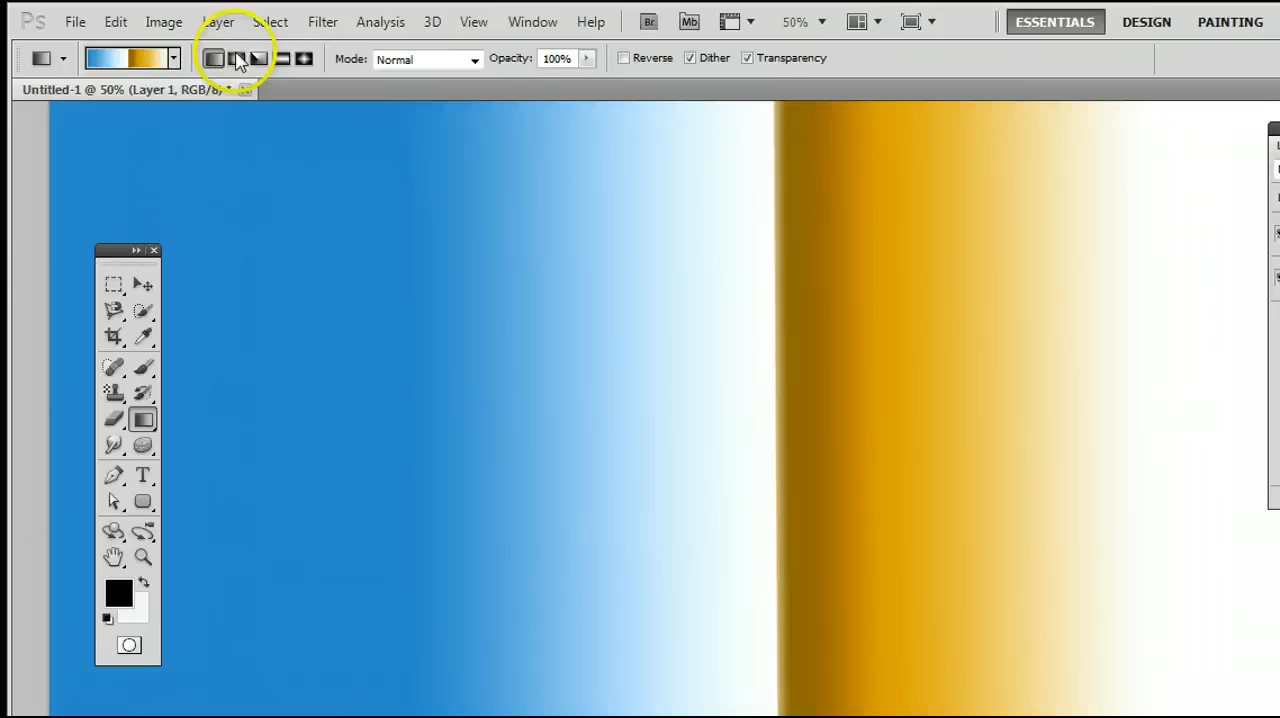 Ps File Edit Image Layer Select Filter Analysis 3D View Window Help Br Mb 50% ESSENTIALS DESIGN PAINTING
Mode: Normal Opacity: 100% Reverse Dither Transparency
Untitled-1 @ 50% (Layer 1, RGB/8) *
T